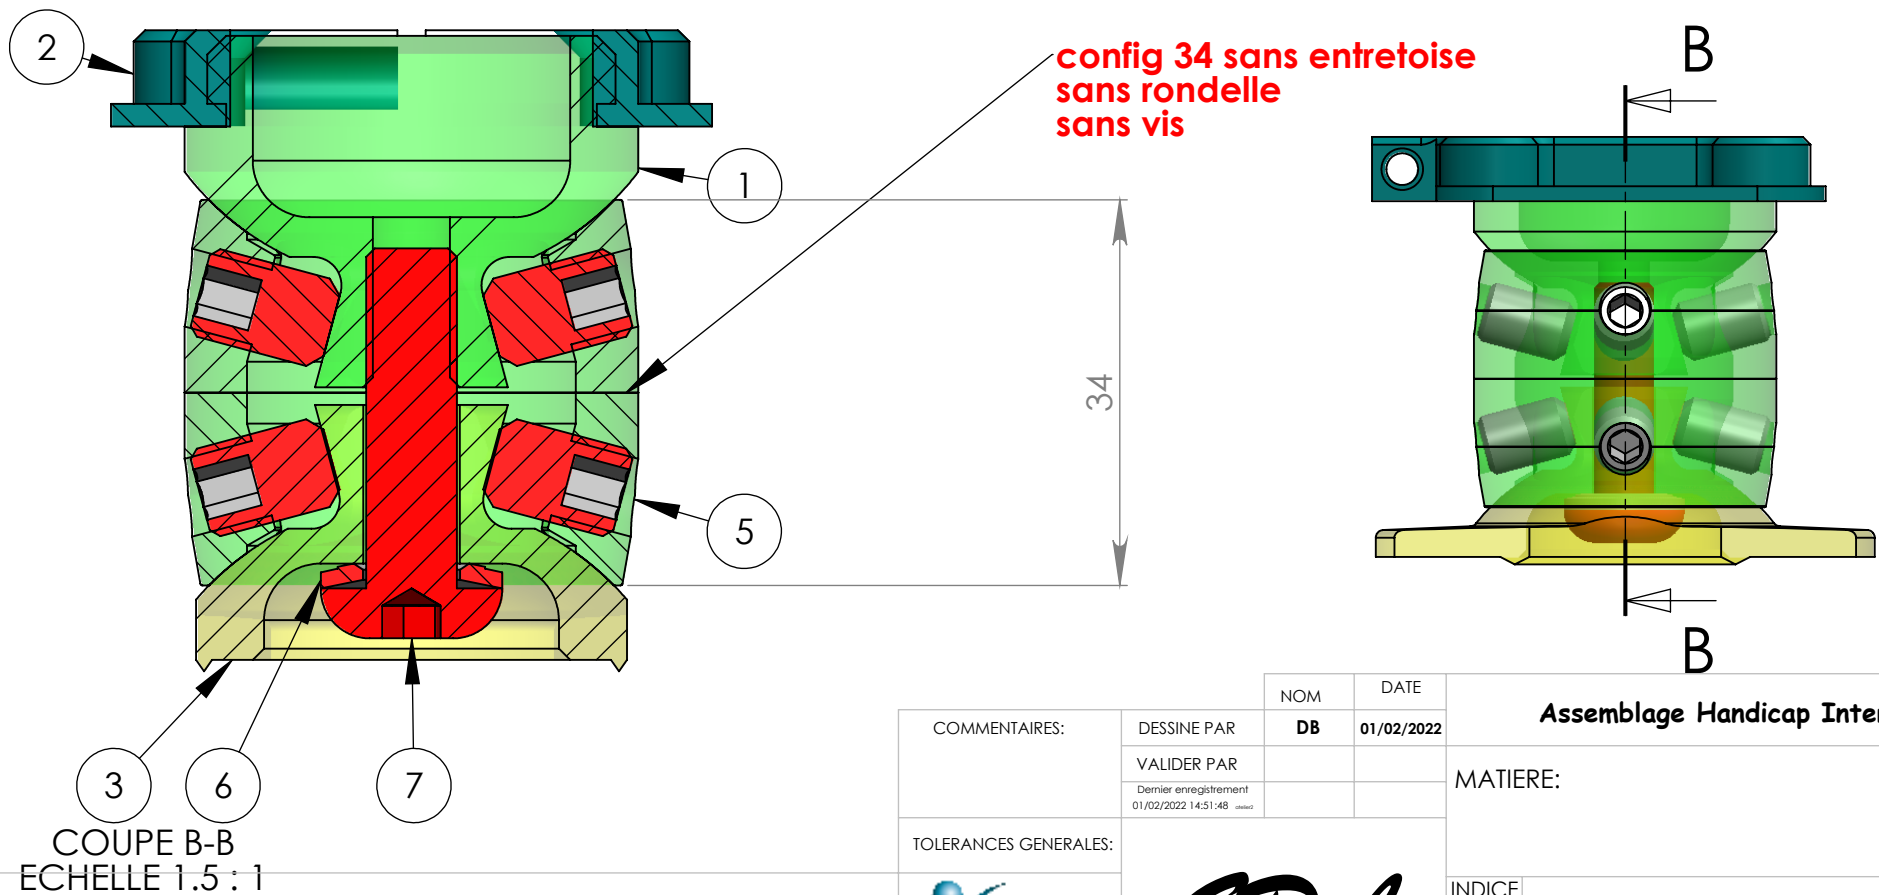 2
config 34 sans entretoise
sans rondelle
sans vis
B
1
34
5
B
3
6
7
COUPE B-B
ECHELLE 1.5 : 1
NOM
DATE
COMMENTAIRES:
DESSINE PAR
DB
01/02/2022
Assemblage Handicap Inter
VALIDER PAR
MATIERE:
Dernier enregistrement
01/02/2022 14:51:48 atelier2
TOLERANCES GENERALES:
INDICE